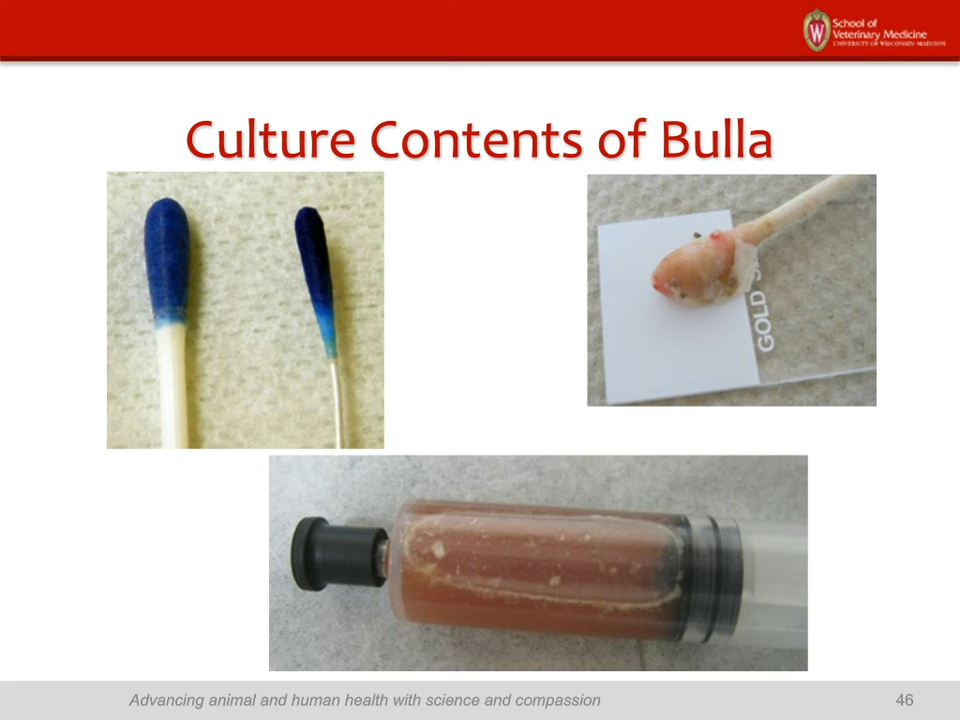 School of
Veterinary Medicine
UNIVERSITY OF WISCONSIN-MADISON
Culture Contents of Bulla
GOLD
Advancing animal and human health with science and compassion
46